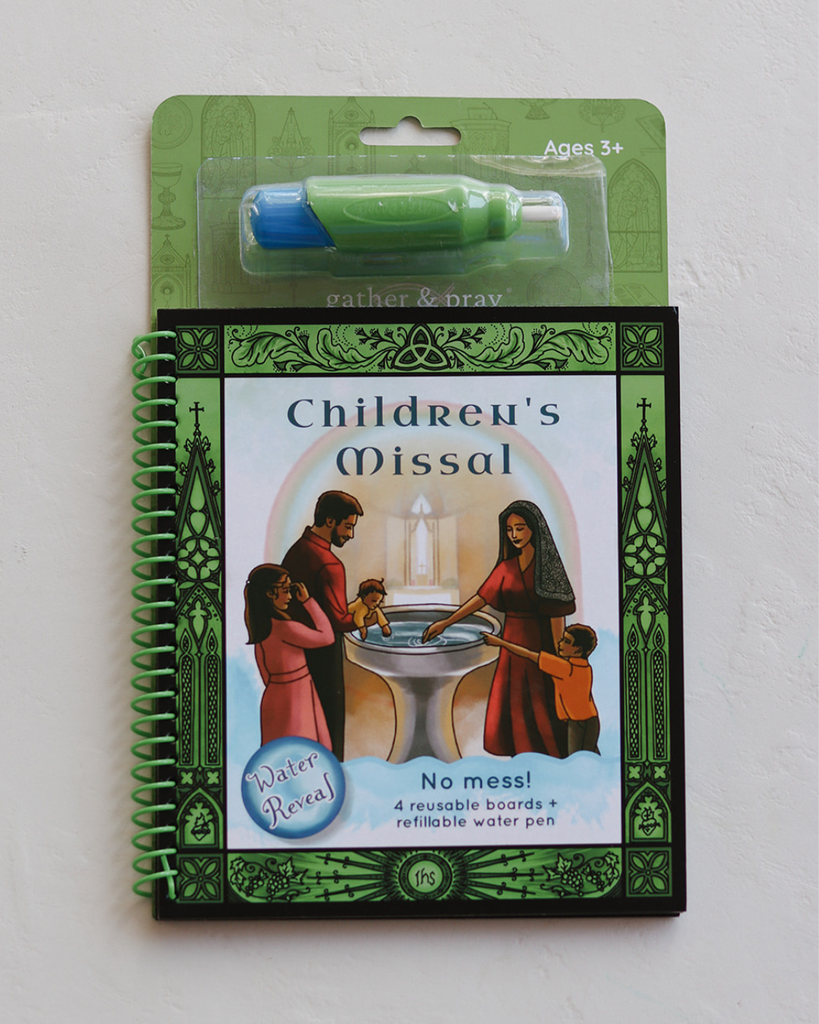 Ages 3+
gather & pray
Children's
Missal
Water
Reveal
No mess!
4 reusable boards +
refillable water pen
ihs